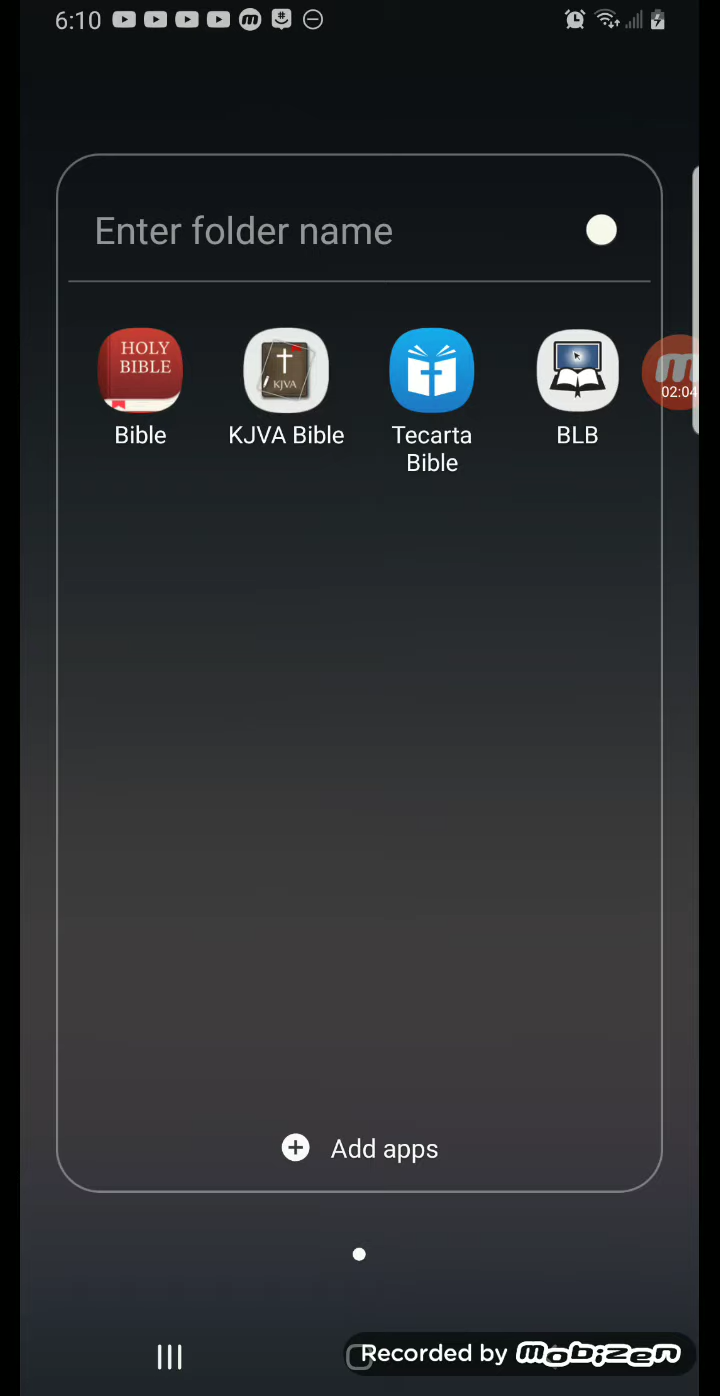 6:10
Enter folder name
HOLY
BIBLE
KJVA
02:04
Bible
KJVA Bible
Tecarta
Bible
BLB
Add apps
Recorded by mobizen